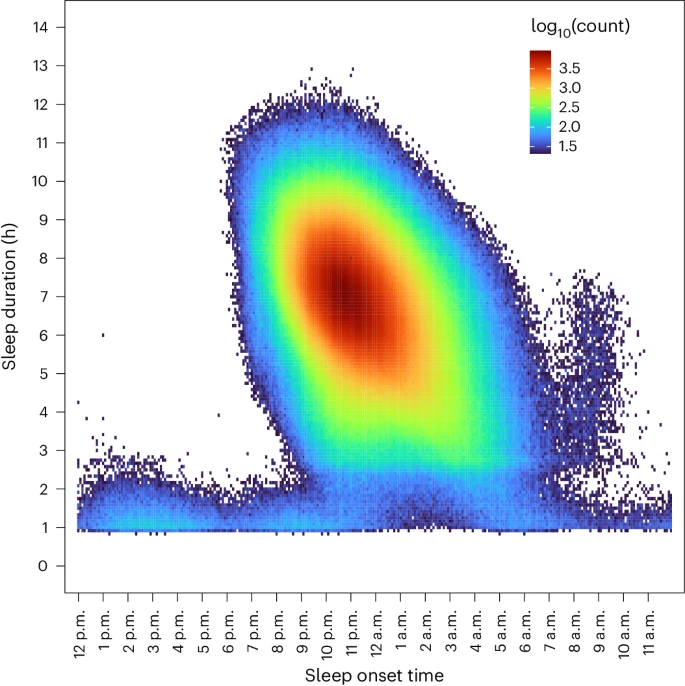 log10(count)
3.5
3.0
2.5
2.0
1.5
14
13
12
11
10
9
8
7
6
5
4
3
2
1
0
Sleep duration (h)
12 p.m.
1 p.m.
2 p.m.
3 p.m.
4 p.m.
5 p.m.
6 p.m.
7 p.m.
8 p.m.
9 p.m.
10 p.m.
11 p.m.
12 a.m.
1 a.m.
2 a.m.
3 a.m.
4 a.m.
5 a.m.
6 a.m.
7 a.m.
8 a.m.
9 a.m.
10 a.m.
11 a.m.
Sleep onset time